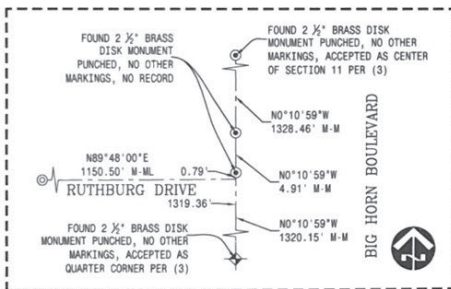 FOUND 2 ½" BRASS
DISK MONUMENT
PUNCHED, NO OTHER
MARKINGS, NO RECORD
FOUND 2 ½" BRASS DISK
MONUMENT PUNCHED, NO OTHER
MARKINGS, ACCEPTED AS CENTER
OF SECTION 11 PER (3)
N0°10'59"W
1328.46' M-M
N89°48'00"E
1150.50' M-ML
0.79'
N0°10'59"W
4.91' M-M
RUTHBURG DRIVE
1319.36'
FOUND 2 ½" BRASS DISK
MONUMENT PUNCHED, NO OTHER
MARKINGS, ACCEPTED AS
QUARTER CORNER PER (3)
N0°10'59"W
1320.15' M-M
BIG HORN BOULEVARD